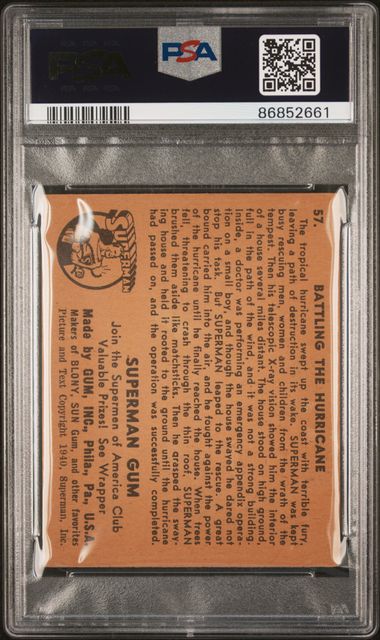 PSA
PSA
86852661
57.
BATTLING THE HURRICANE
The tropical hurricane swept up the coast with terrible fury,
leaving a path of destruction in its wake. SUPERMAN was kept
busy rescuing men, women and children from the wrath of the
tempest. Then his telescopic X-ray vision showed him the interior
of a house several miles distant. The house stood on high ground
full in the path of the wind, and it was not a strong building.
Inside, a doctor was performing an emergency appendix opera-
tion on a small boy, and though the house swayed he dared not
stop his task. But SUPERMAN leaped to the rescue. A great
bound carried him into the air and he fought against the power
of the hurricane until he finally reached the house. When trees
fell, threatening to crash through the thin roof, SUPERMAN
brushed them aside like matchsticks. Then he grasped the sway-
ing house and held it rooted to the ground until the hurricane
had passed on, and the operation was successfully completed.
SUPERMAN
SUPERMAN GUM
Join the Supermen of America Club
Valuable Prizes! See Wrapper
Made by GUM, INC., Phila., Pa., U.S.A.
Makers of BLONY, SUN Gum, and other favorites
Picture and Text Copyright 1940, Superman, Inc.